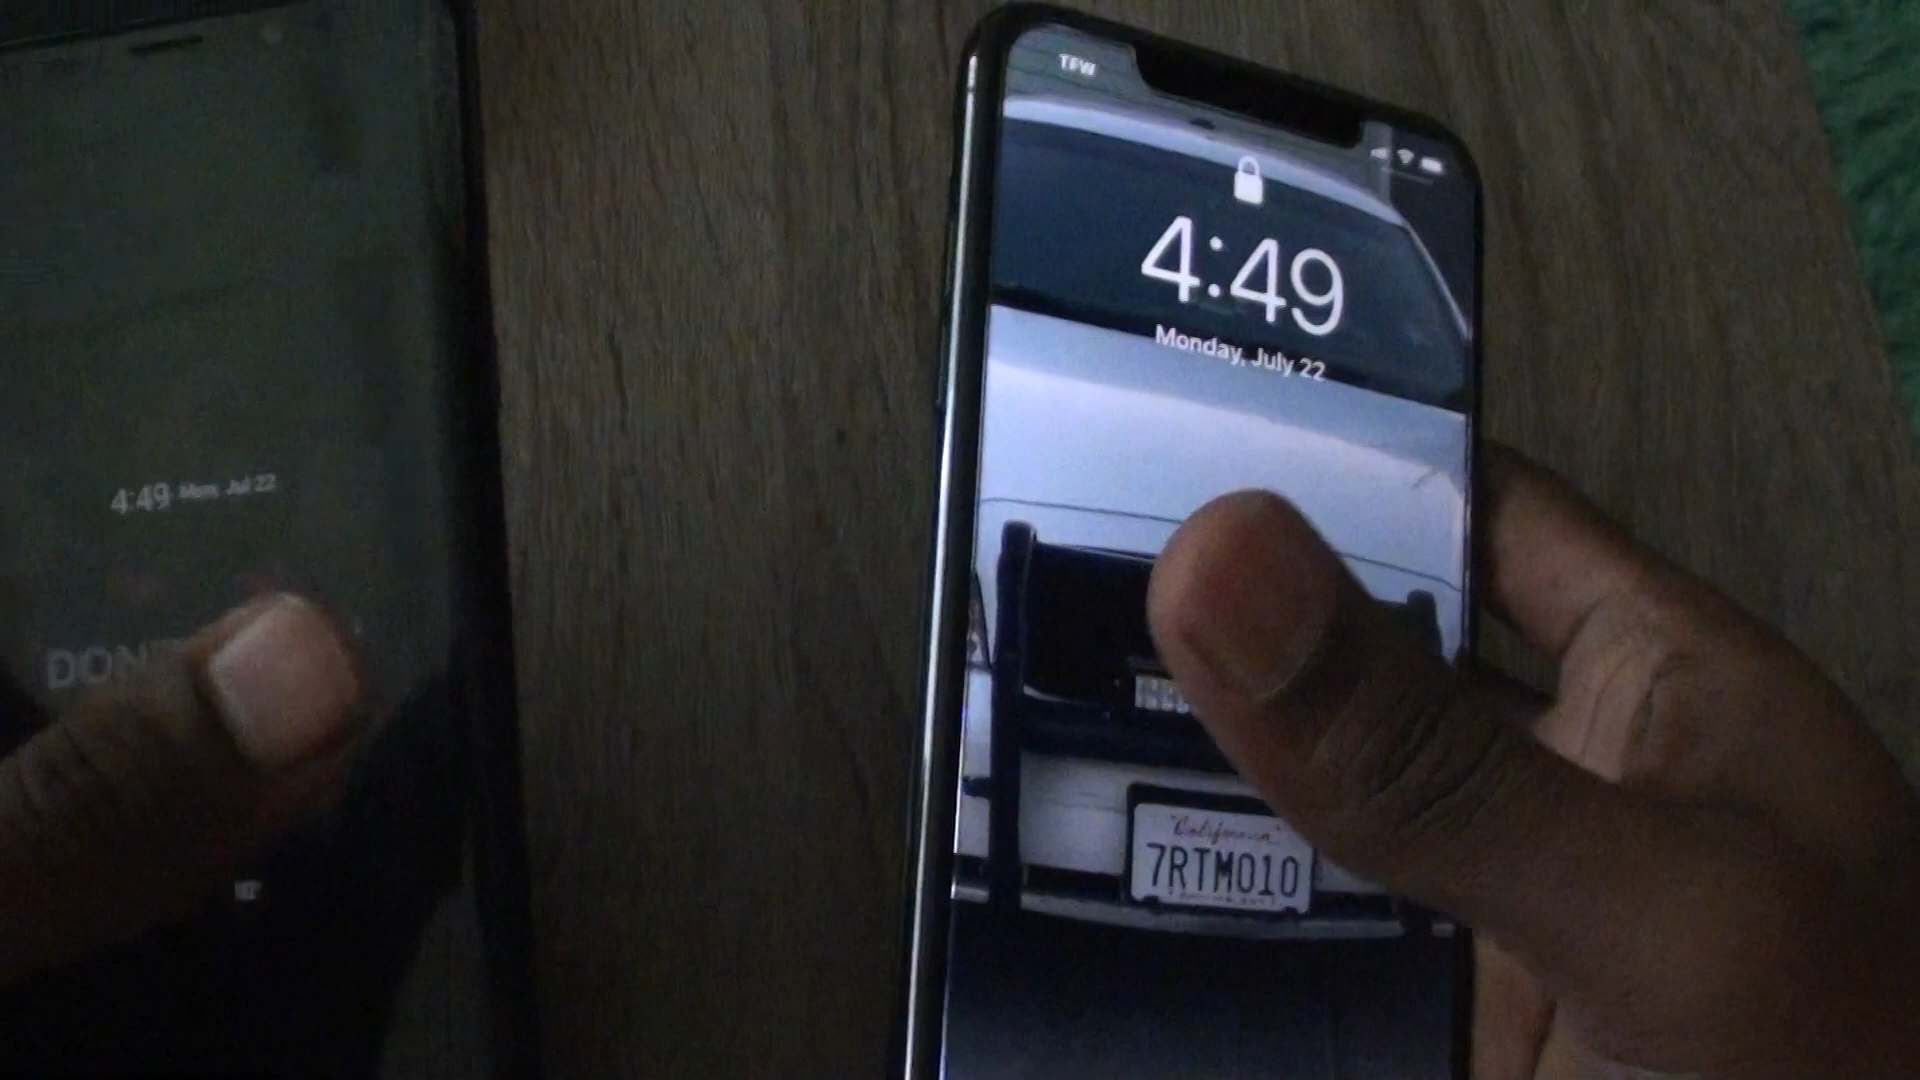 4:49 Mon, Jul 22
TFW
4:49
Monday, July 22
California
7RTM010